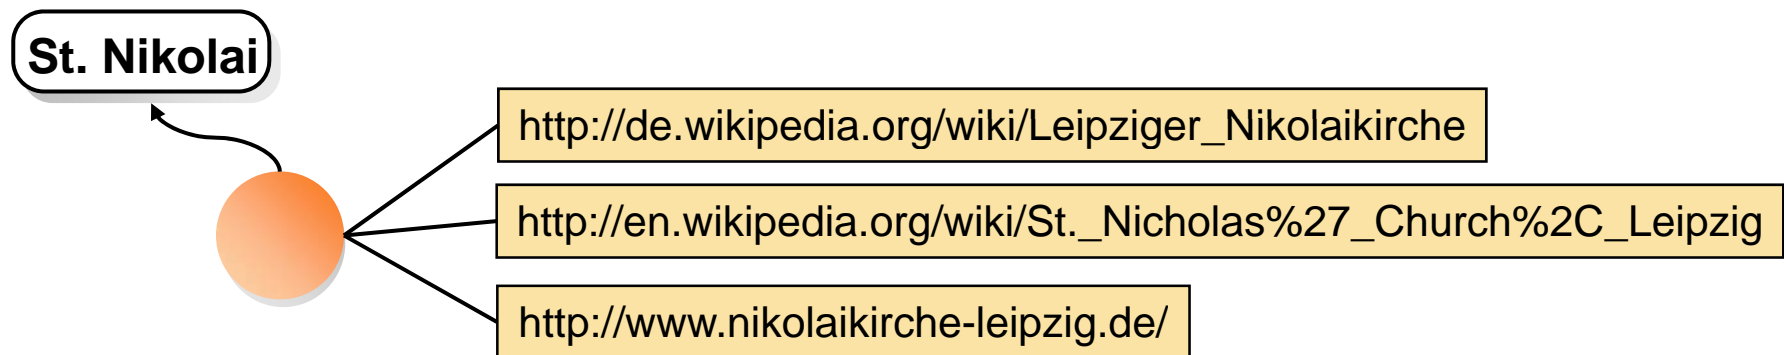 St. Nikolai
http://de.wikipedia.org/wiki/Leipziger_Nikolaikirche
http://en.wikipedia.org/wiki/St._Nicholas%27_Church%2C_Leipzig
http://www.nikolaikirche-leipzig.de/